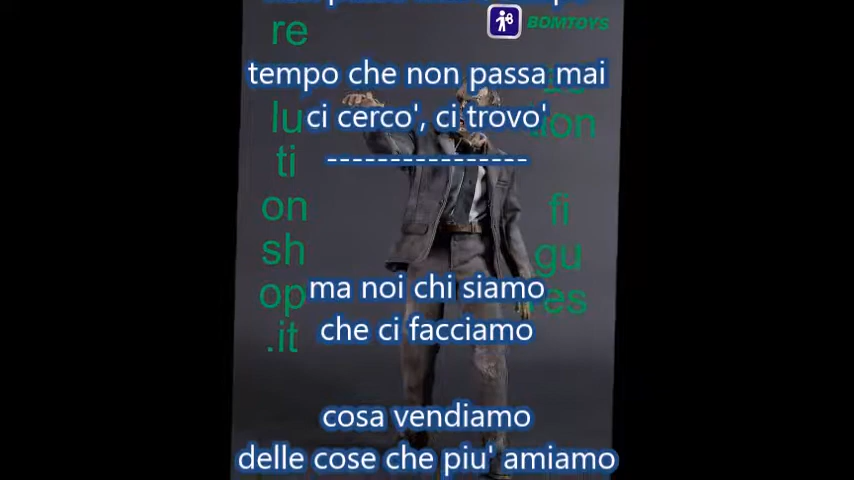 BOMTOYS
re
lu
ti
on
sh
op
.it
tempo che non passa mai
ci cerco', ci trovo'
----------------
ma noi chi siamo
che ci facciamo
cosa vendiamo
delle cose che piu' amiamo
tion
fi
gu
res